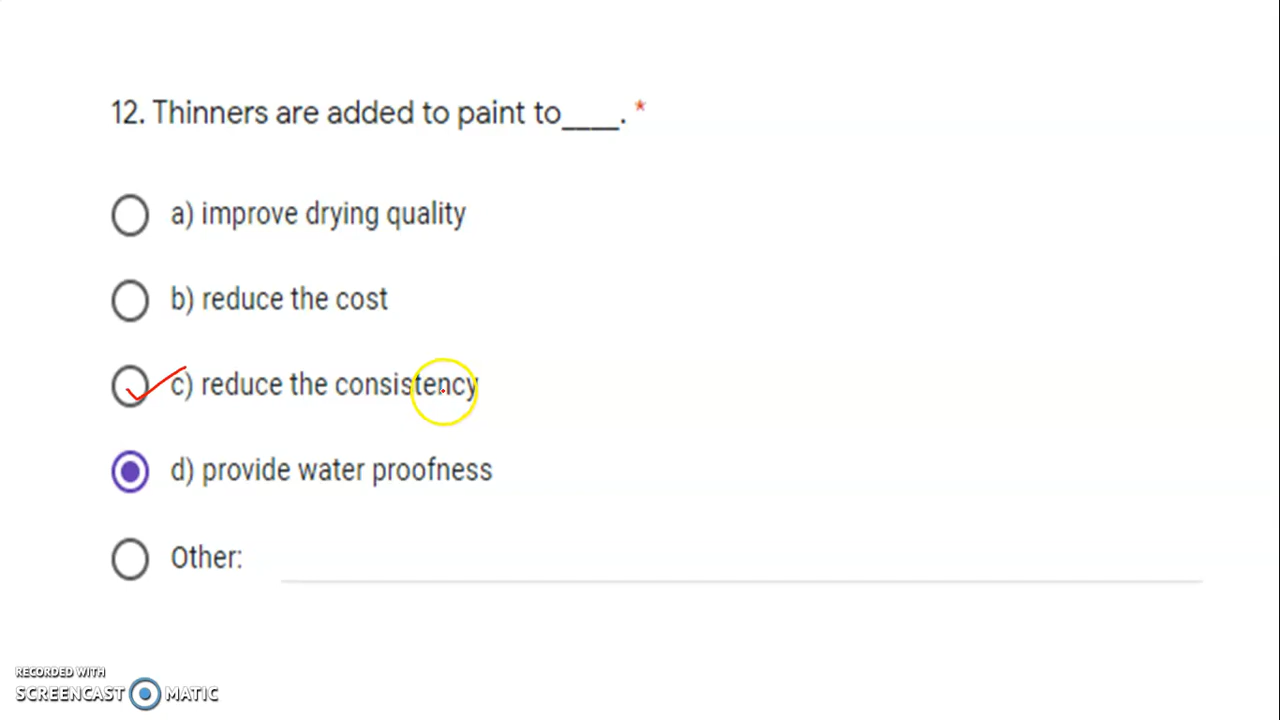 12. Thinners are added to paint to____. *
a) improve drying quality
b) reduce the cost
c) reduce the consistency
d) provide water proofness
Other:
RECORDED WITH
SCREENCAST MATIC